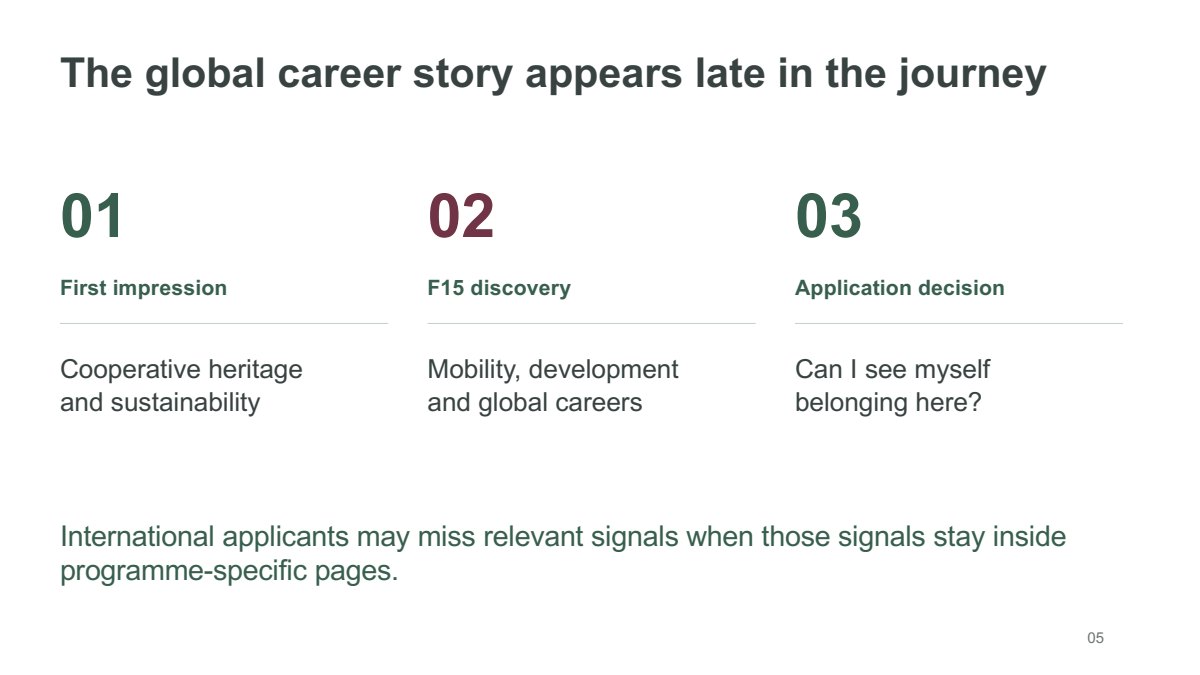 The global career story appears late in the journey
01
02
03
First impression
F15 discovery
Application decision
Cooperative heritage
and sustainability
Mobility, development
and global careers
Can I see myself
belonging here?
International applicants may miss relevant signals when those signals stay inside
programme-specific pages.
05